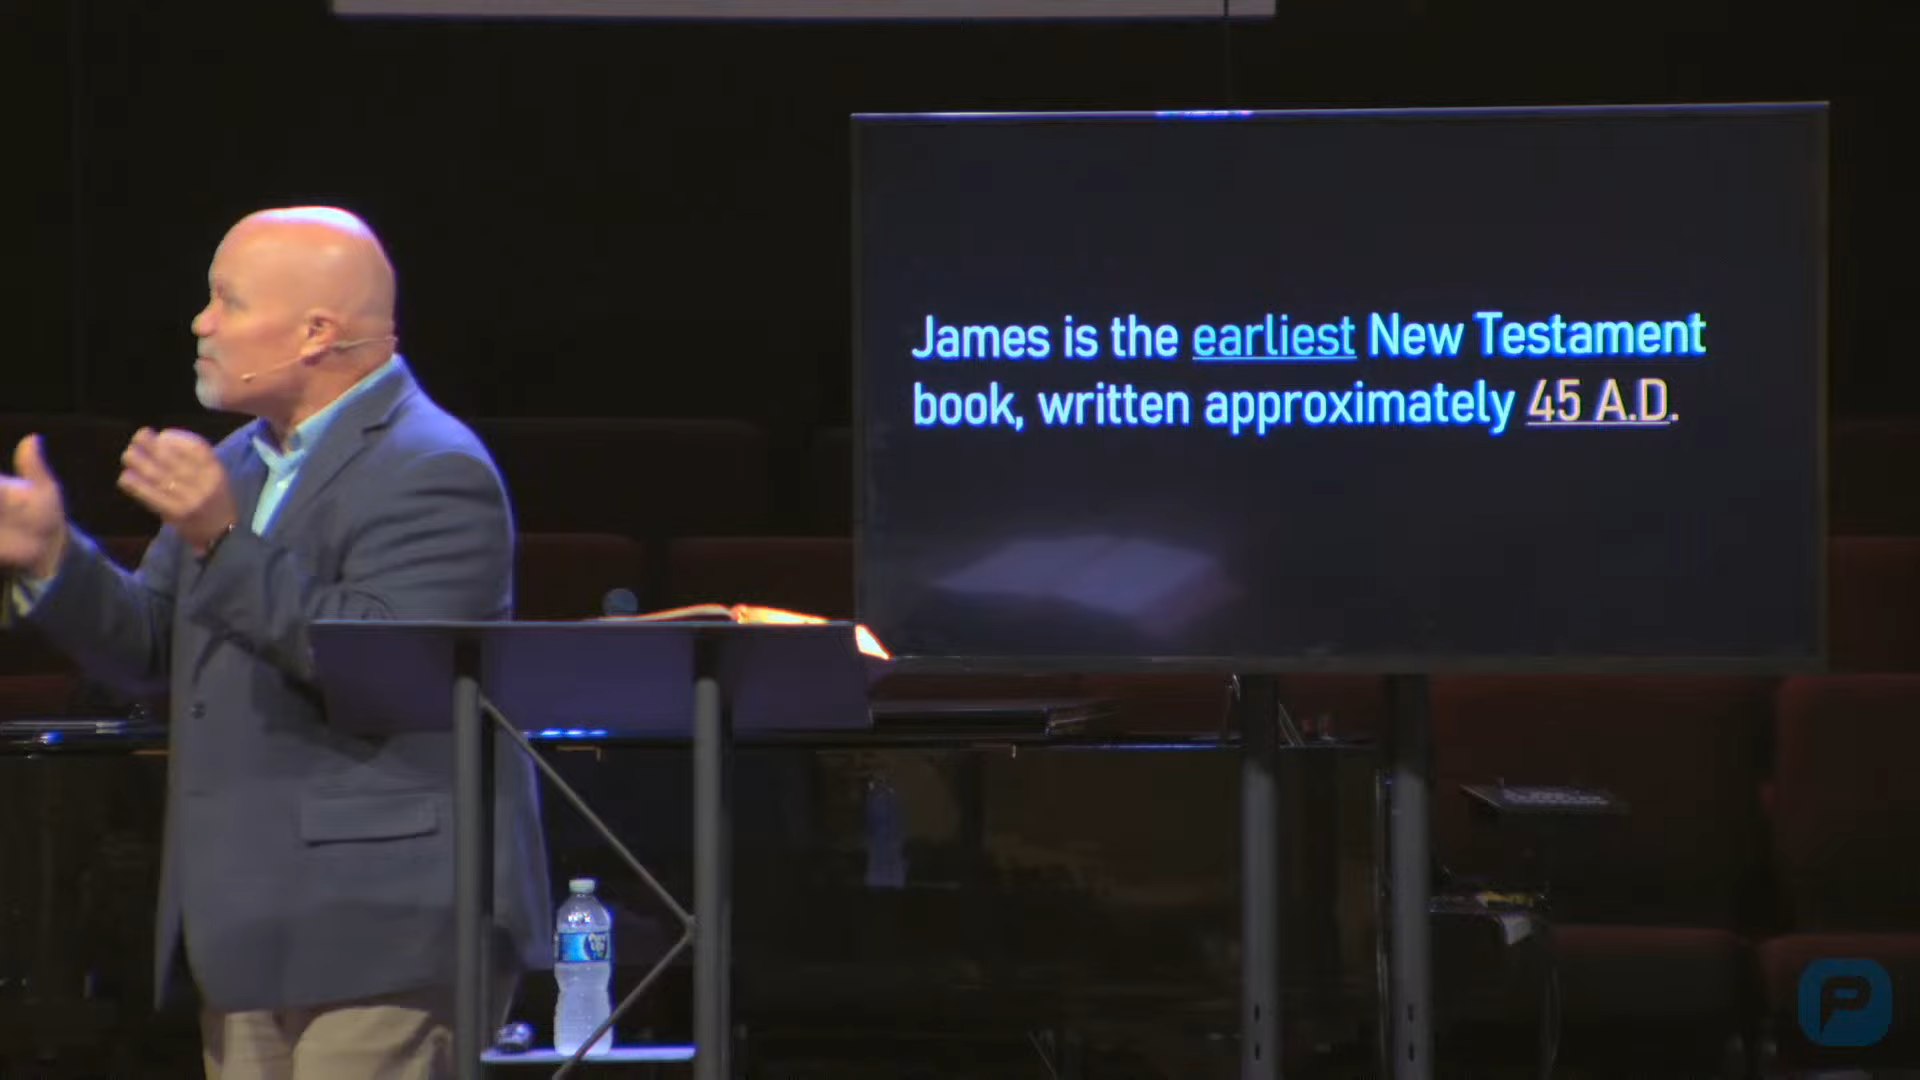 James is the earliest New Testament
book, written approximately 45 A.D.